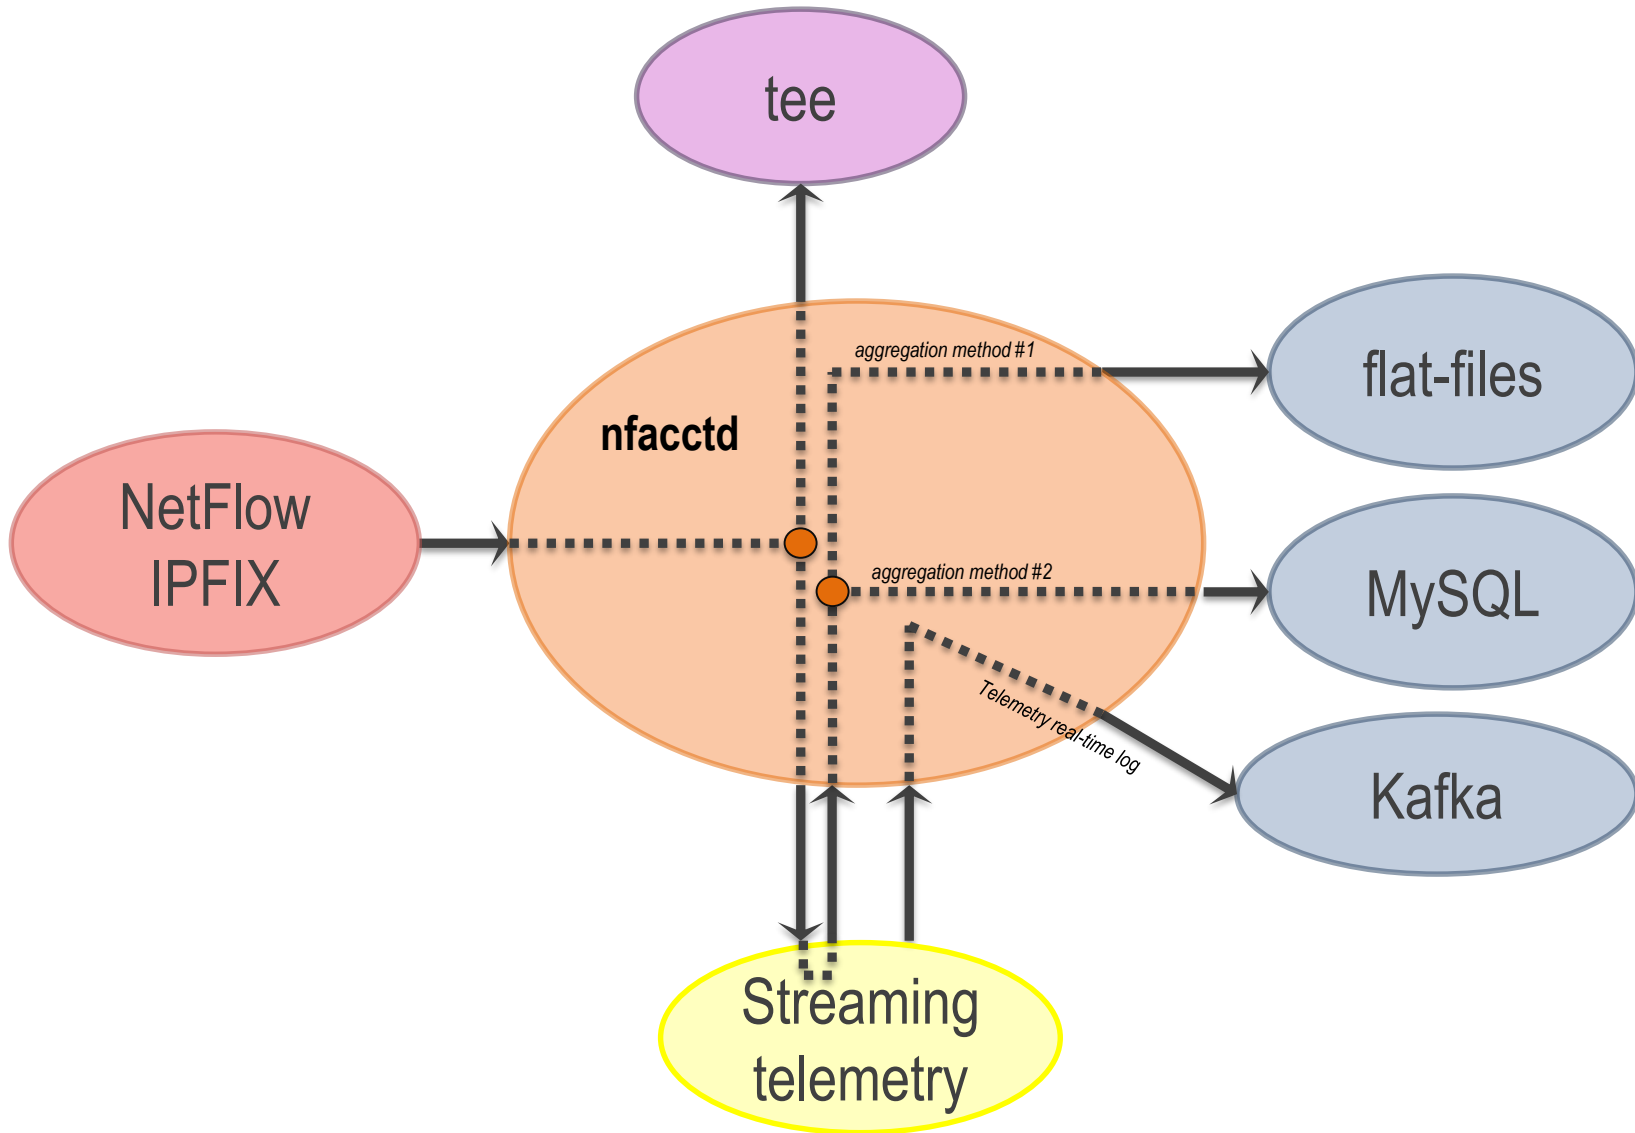 tee
aggregation method #1
flat-files
nfacctd
NetFlow
IPFIX
aggregation method #2
MySQL
Telemetry real-time log
Kafka
Streaming
telemetry